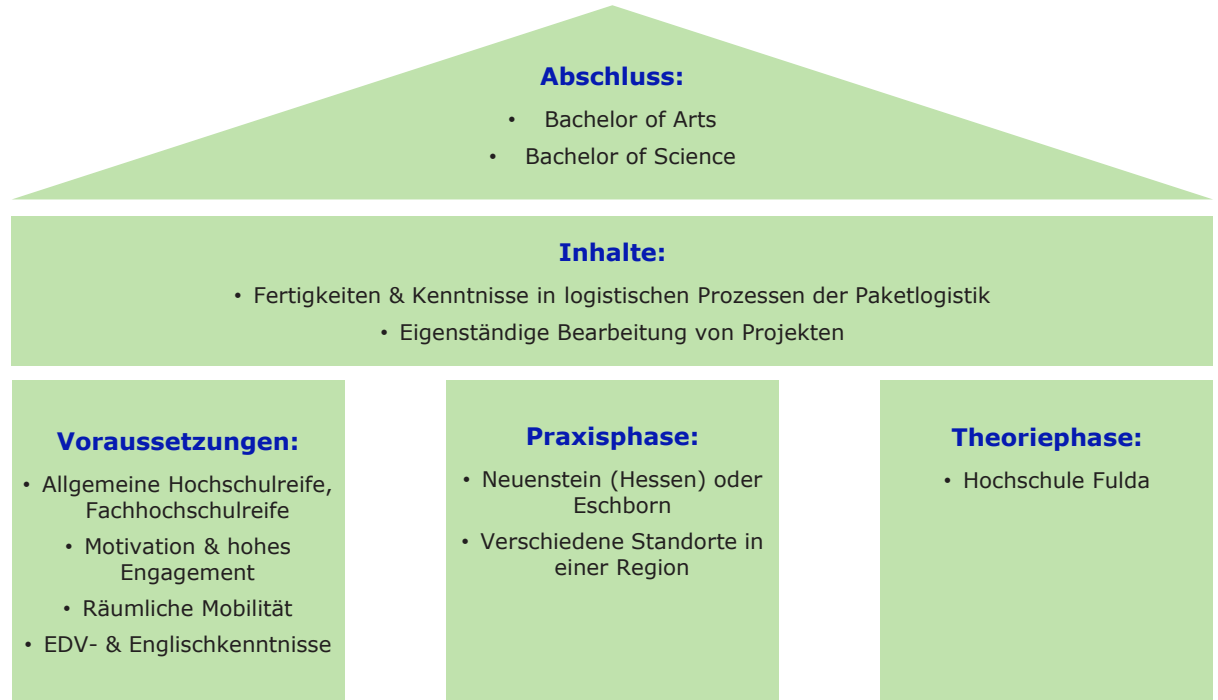 Abschluss:
• Bachelor of Arts
• Bachelor of Science
Inhalte:
• Fertigkeiten & Kenntnisse in logistischen Prozessen der Paketlogistik
• Eigenständige Bearbeitung von Projekten
Voraussetzungen:
• Allgemeine Hochschulreife,
Fachhochschulreife
• Motivation & hohes
Engagement
• Räumliche Mobilität
• EDV- & Englischkenntnisse
Praxisphase:
• Neuenstein (Hessen) oder
Eschborn
• Verschiedene Standorte in
einer Region
Theoriephase:
• Hochschule Fulda